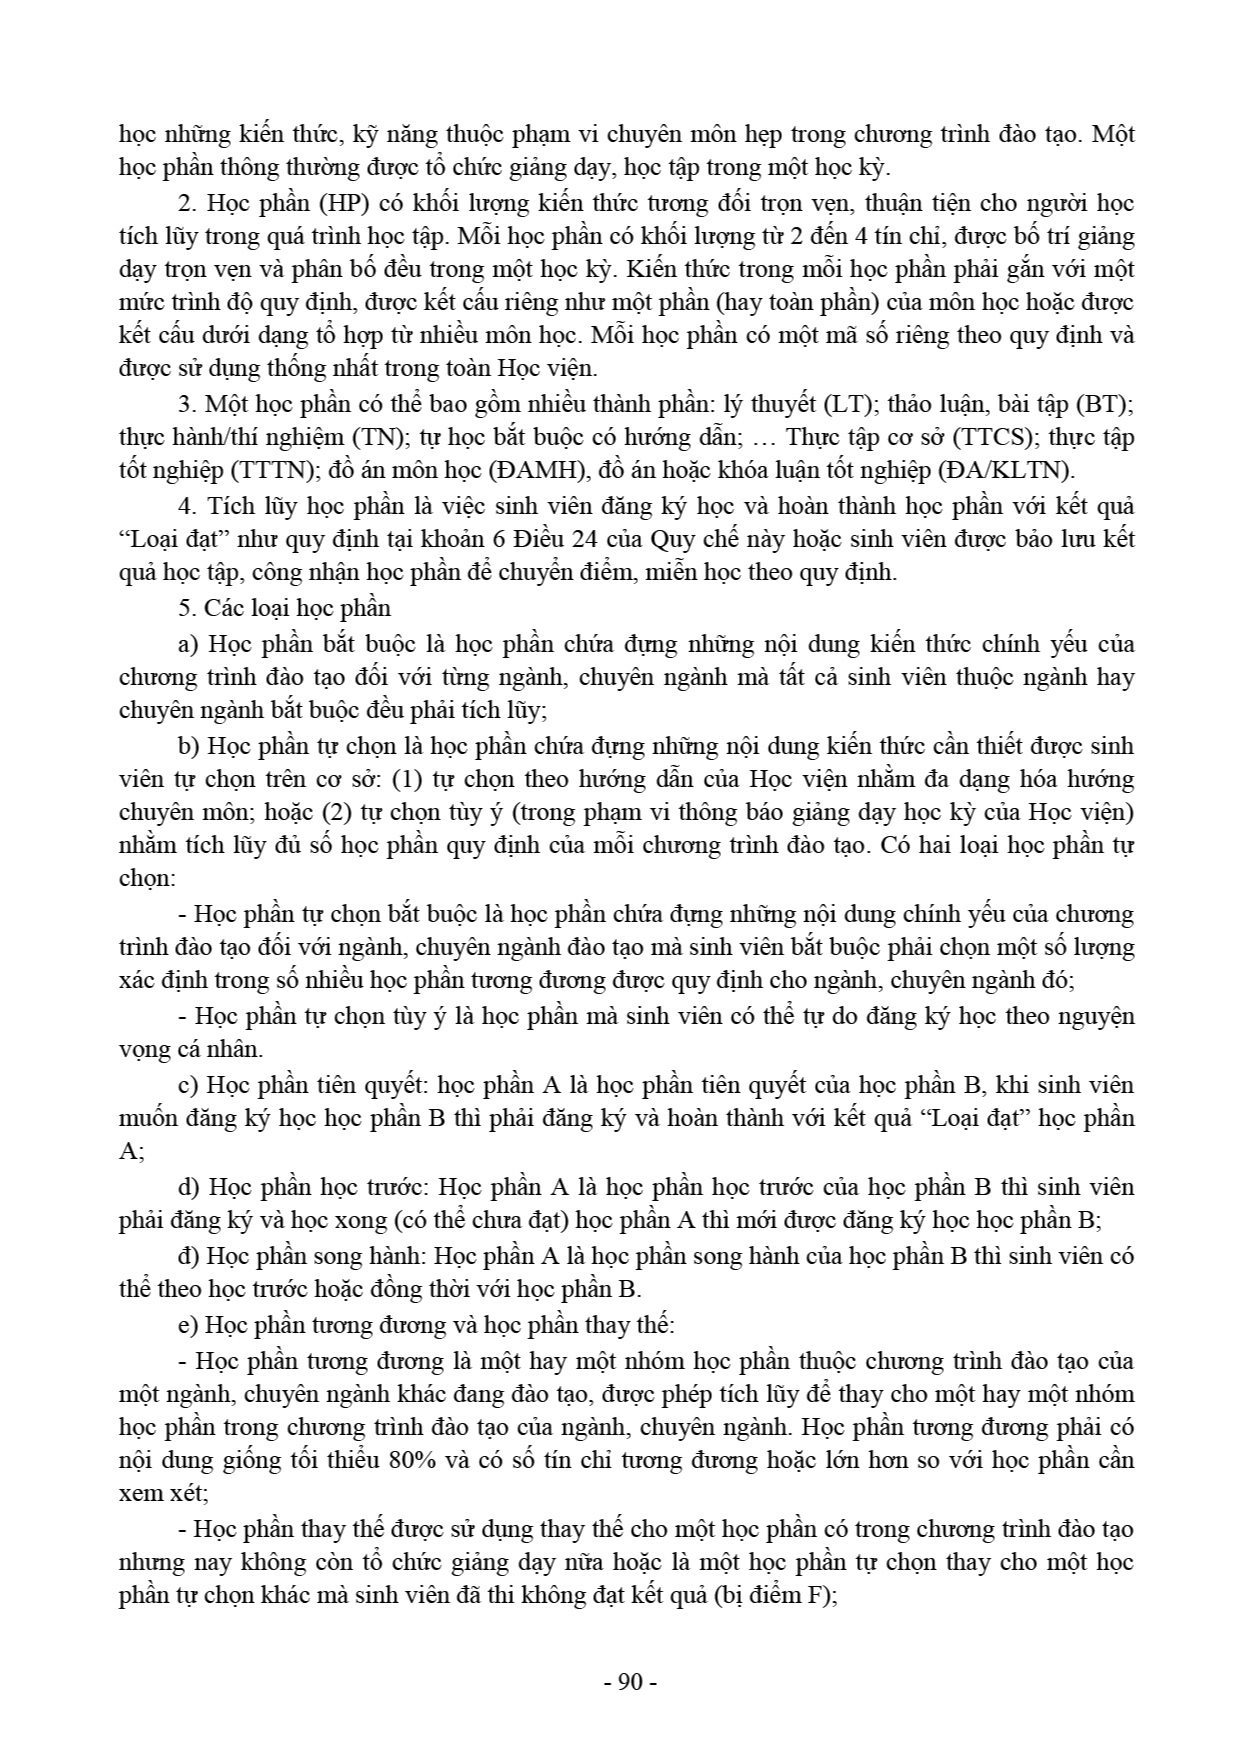 học những kiến thức, kỹ năng thuộc phạm vi chuyên môn hẹp trong chương trình đào tạo. Một
học phần thông thường được tổ chức giảng dạy, học tập trong một học kỳ.
2. Học phần (HP) có khối lượng kiến thức tương đối trọn vẹn, thuận tiện cho người học
tích lũy trong quá trình học tập. Mỗi học phần có khối lượng từ 2 đến 4 tín chỉ, được bố trí giảng
dạy trọn vẹn và phân bố đều trong một học kỳ. Kiến thức trong mỗi học phần phải gắn với một
mức trình độ quy định, được kết cấu riêng như một phần (hay toàn phần) của môn học hoặc được
kết cấu dưới dạng tổ hợp từ nhiều môn học. Mỗi học phần có một mã số riêng theo quy định và
được sử dụng thống nhất trong toàn Học viện.
3. Một học phần có thể bao gồm nhiều thành phần: lý thuyết (LT); thảo luận, bài tập (BT);
thực hành/thí nghiệm (TN); tự học bắt buộc có hướng dẫn; … Thực tập cơ sở (TTCS); thực tập
tốt nghiệp (TTTN); đồ án môn học (ĐAMH), đồ án hoặc khóa luận tốt nghiệp (ĐA/KLTN).
4. Tích lũy học phần là việc sinh viên đăng ký học và hoàn thành học phần với kết quả
“Loại đạt” như quy định tại khoản 6 Điều 24 của Quy chế này hoặc sinh viên được bảo lưu kết
quả học tập, công nhận học phần để chuyển điểm, miễn học theo quy định.
5. Các loại học phần
a) Học phần bắt buộc là học phần chứa đựng những nội dung kiến thức chính yếu của
chương trình đào tạo đối với từng ngành, chuyên ngành mà tất cả sinh viên thuộc ngành hay
chuyên ngành bắt buộc đều phải tích lũy;
b) Học phần tự chọn là học phần chứa đựng những nội dung kiến thức cần thiết được sinh
viên tự chọn trên cơ sở: (1) tự chọn theo hướng dẫn của Học viện nhằm đa dạng hóa hướng
chuyên môn; hoặc (2) tự chọn tùy ý (trong phạm vi thông báo giảng dạy học kỳ của Học viện)
nhằm tích lũy đủ số học phần quy định của mỗi chương trình đào tạo. Có hai loại học phần tự
chọn:
- Học phần tự chọn bắt buộc là học phần chứa đựng những nội dung chính yếu của chương
trình đào tạo đối với ngành, chuyên ngành đào tạo mà sinh viên bắt buộc phải chọn một số lượng
xác định trong số nhiều học phần tương đương được quy định cho ngành, chuyên ngành đó;
- Học phần tự chọn tùy ý là học phần mà sinh viên có thể tự do đăng ký học theo nguyện
vọng cá nhân.
c) Học phần tiên quyết: học phần A là học phần tiên quyết của học phần B, khi sinh viên
muốn đăng ký học học phần B thì phải đăng ký và hoàn thành với kết quả “Loại đạt” học phần
A;
d) Học phần học trước: Học phần A là học phần học trước của học phần B thì sinh viên
phải đăng ký và học xong (có thể chưa đạt) học phần A thì mới được đăng ký học học phần B;
đ) Học phần song hành: Học phần A là học phần song hành của học phần B thì sinh viên có
thể theo học trước hoặc đồng thời với học phần B.
e) Học phần tương đương và học phần thay thế:
- Học phần tương đương là một hay một nhóm học phần thuộc chương trình đào tạo của
một ngành, chuyên ngành khác đang đào tạo, được phép tích lũy để thay cho một hay một nhóm
học phần trong chương trình đào tạo của ngành, chuyên ngành. Học phần tương đương phải có
nội dung giống tối thiểu 80% và có số tín chỉ tương đương hoặc lớn hơn so với học phần cần
xem xét;
- Học phần thay thế được sử dụng thay thế cho một học phần có trong chương trình đào tạo
nhưng nay không còn tổ chức giảng dạy nữa hoặc là một học phần tự chọn thay cho một học
phần tự chọn khác mà sinh viên đã thi không đạt kết quả (bị điểm F);
- 90 -